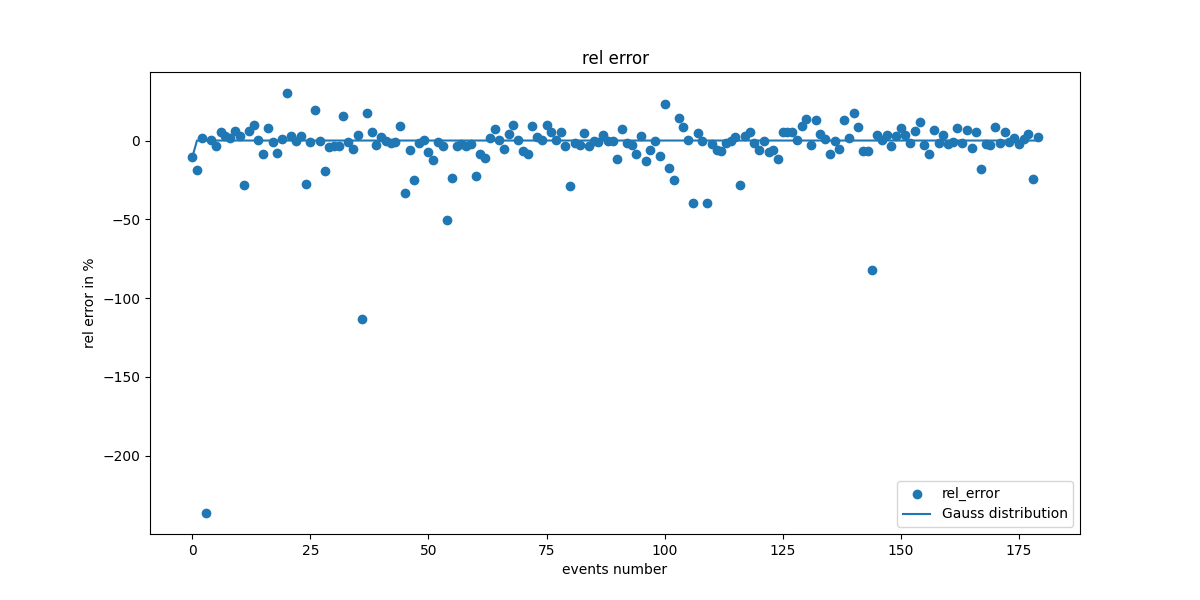 rel error
0
−50
−100
−150
−200
rel error in %
0
25
50
75
100
125
150
175
events number
rel_error
Gauss distribution